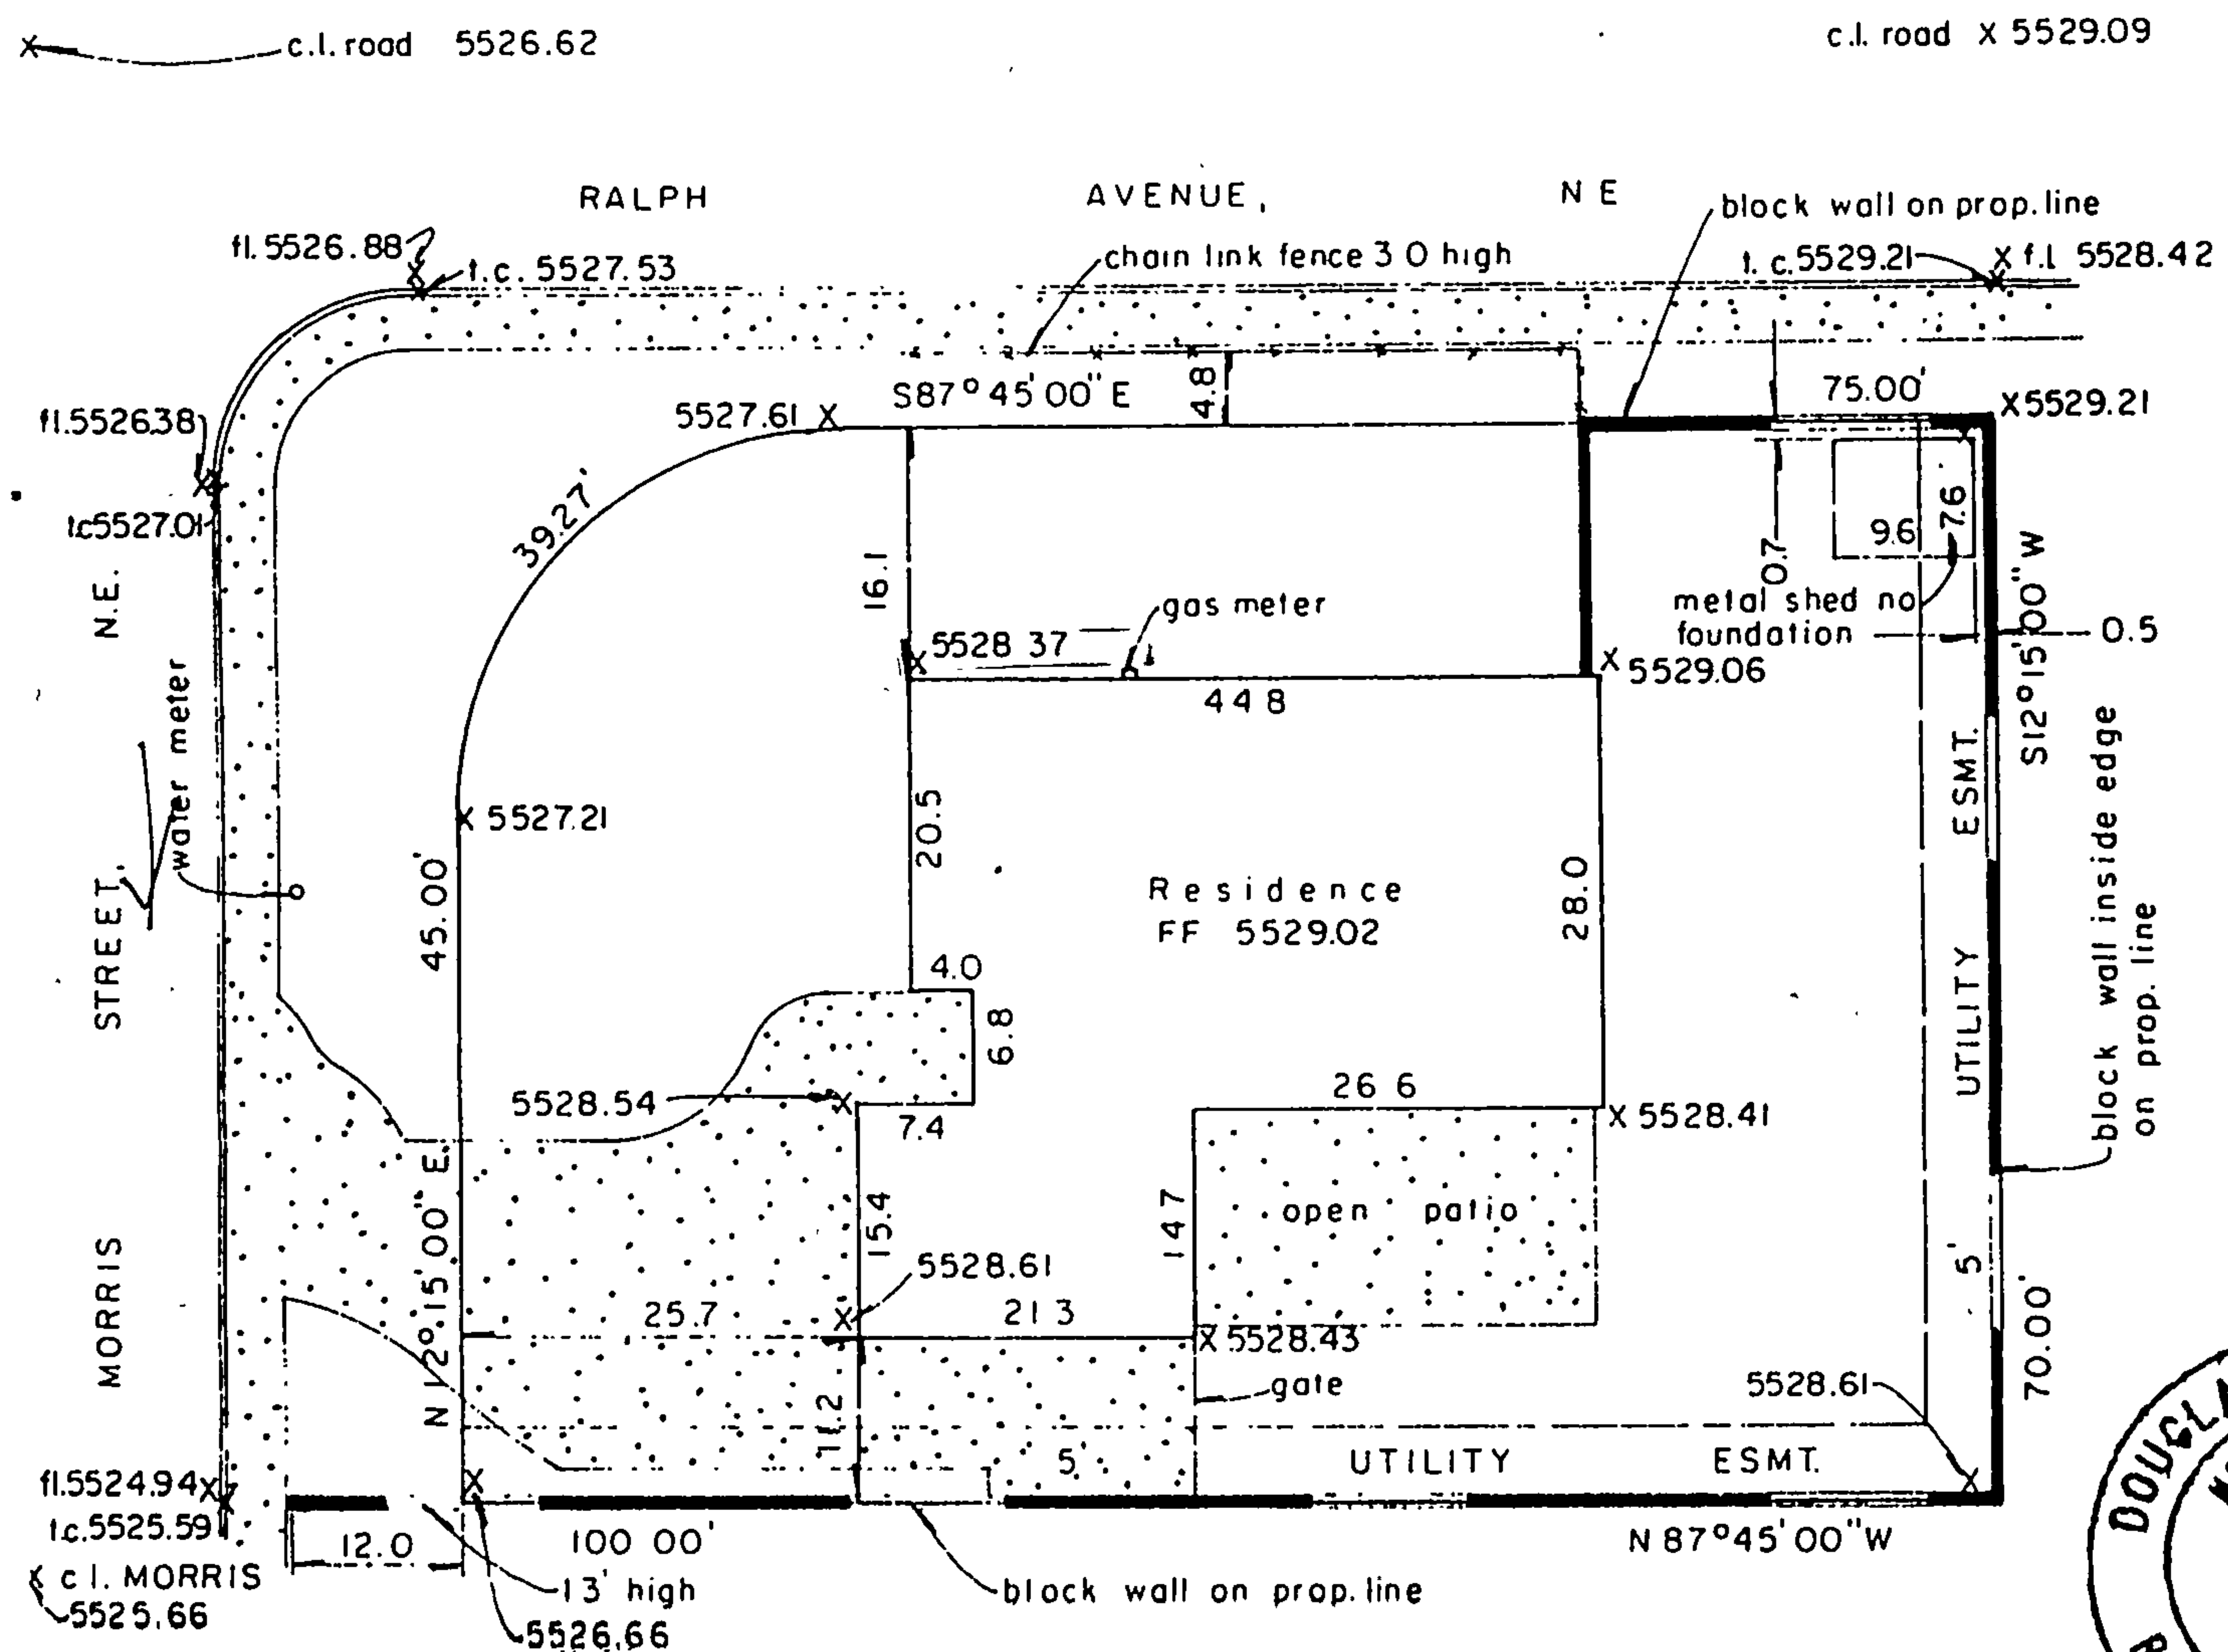 c.l. road 5526.62
c.l. road X 5529.09
RALPH AVENUE, NE
block wall on prop. line
fl. 5526.88
t.c. 5527.53
chain link fence 3 0 high
t. c. 5529.21
X f.l 5528.42
S87° 45' 00" E
4.8
75.00'
X 5529.21
5527.61 X
fl.552638
t.c5527.01
39.27'
16.1
96
7.6
0.7
gas meter
metal shed no
foundation
0.5
5528 37
X 5529.06
44 8
S12° 15' 00" W
N.E.
water meter
X 5527.21
20.5
28.0
ESMT.
45.00'
Residence
FF 5529.02
STREET,
UTILITY
block wall inside edge
on prop. line
4.0
6.8
5528.54
7.4
26 6
X 5528.41
N 12° 15' 00" E.
15.4
14 7
open patio
5528.61
5'
MORRIS
25.7
21 3
X 5528.43
70.00'
gate
5528.61
11.2
5'
UTILITY ESMT.
fl.5524.94
t.c.5525.59
12.0
100 00'
N 87° 45' 00" W
X c l. MORRIS
5525.66
13' high
block wall on prop. line
5526.66